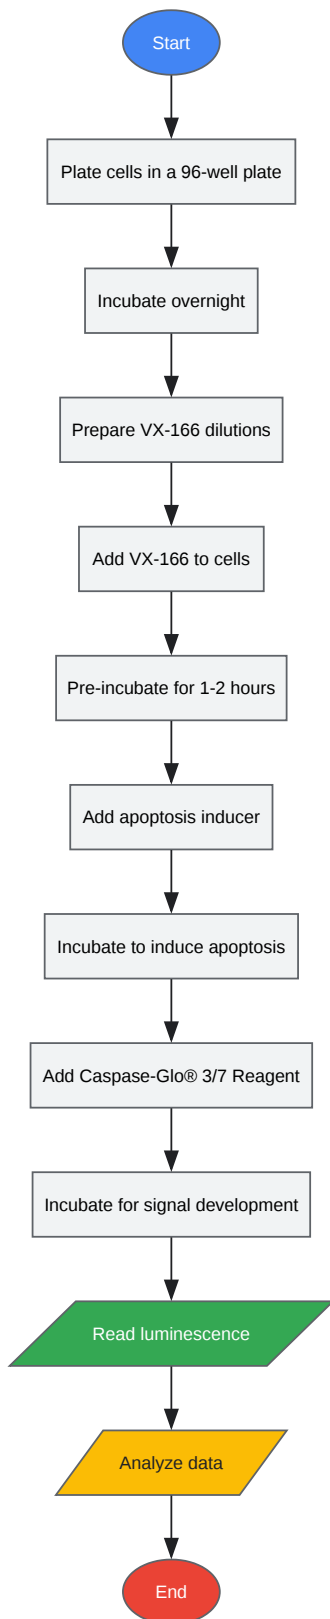 Start
Plate cells in a 96-well plate
Incubate overnight
Prepare VX-166 dilutions
Add VX-166 to cells
Pre-incubate for 1-2 hours
Add apoptosis inducer
Incubate to induce apoptosis
Add Caspase-Glo® 3/7 Reagent
Incubate for signal development
Read luminescence
Analyze data
End